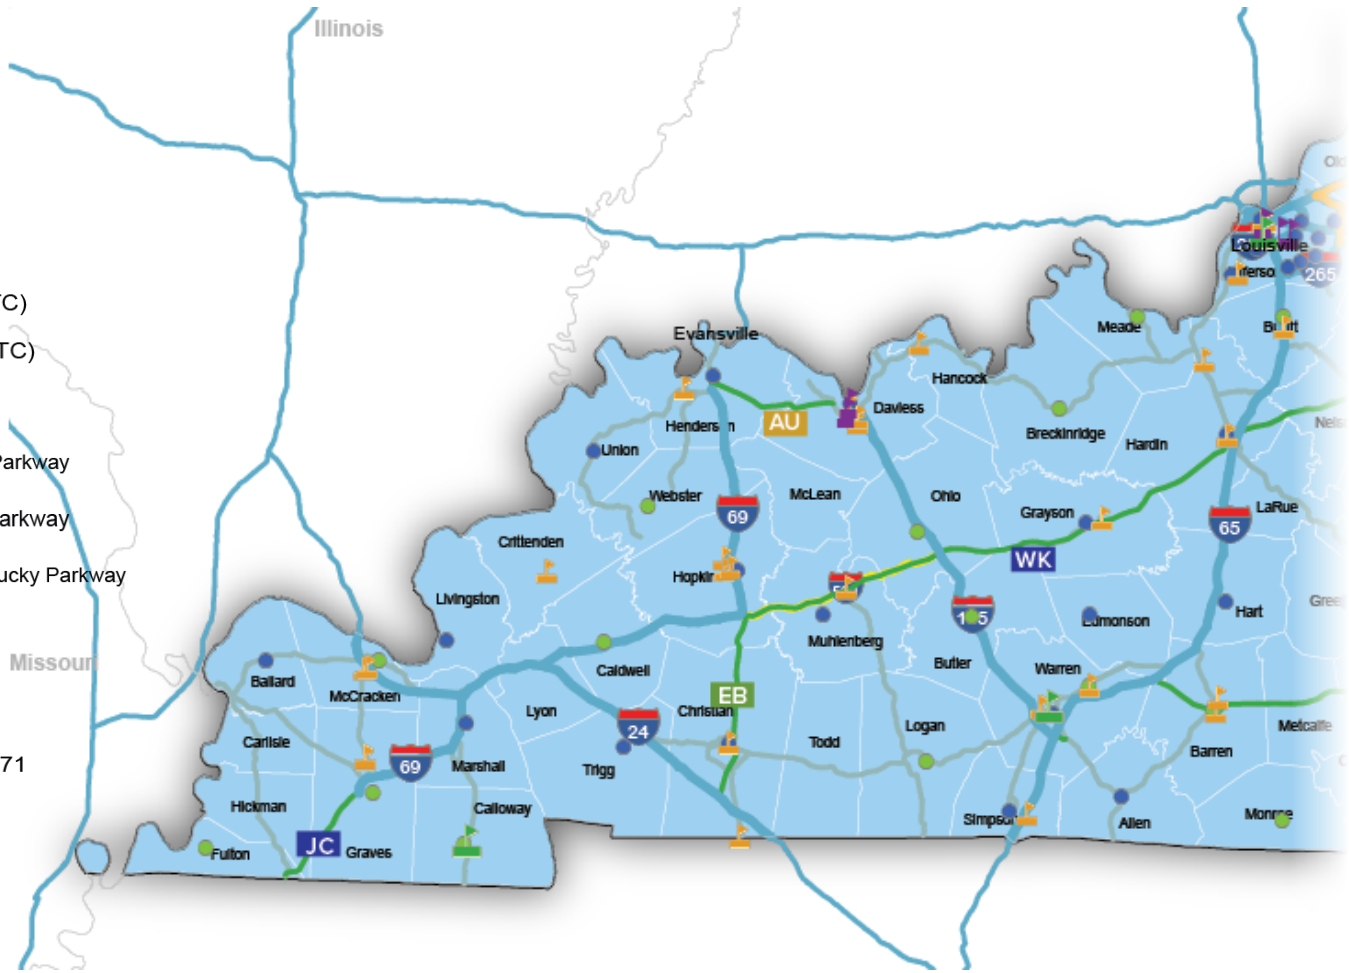 Illinois
Louisville
265
TC)
TC)
Evansville
Meade
Hancock
AU
Daviess
Henderson
Breckinridge
Hardin
Parkway
Union
Webster
McLean
Ohio
Grayson
LaRue
69
65
arkway
Crittenden
WK
ucky Parkway
Livingston
Hart
Edmonson
Muhlenberg
Missouri
Ballard
McCracken
Caldwell
Butler
Warren
EB
Lyon
Christian
24
Logan
Metcalfe
Carlisle
Todd
Barren
71
69
Marshall
Trigg
Hickman
Calloway
Simpson
Allen
Monroe
JC
Fulton
Graves